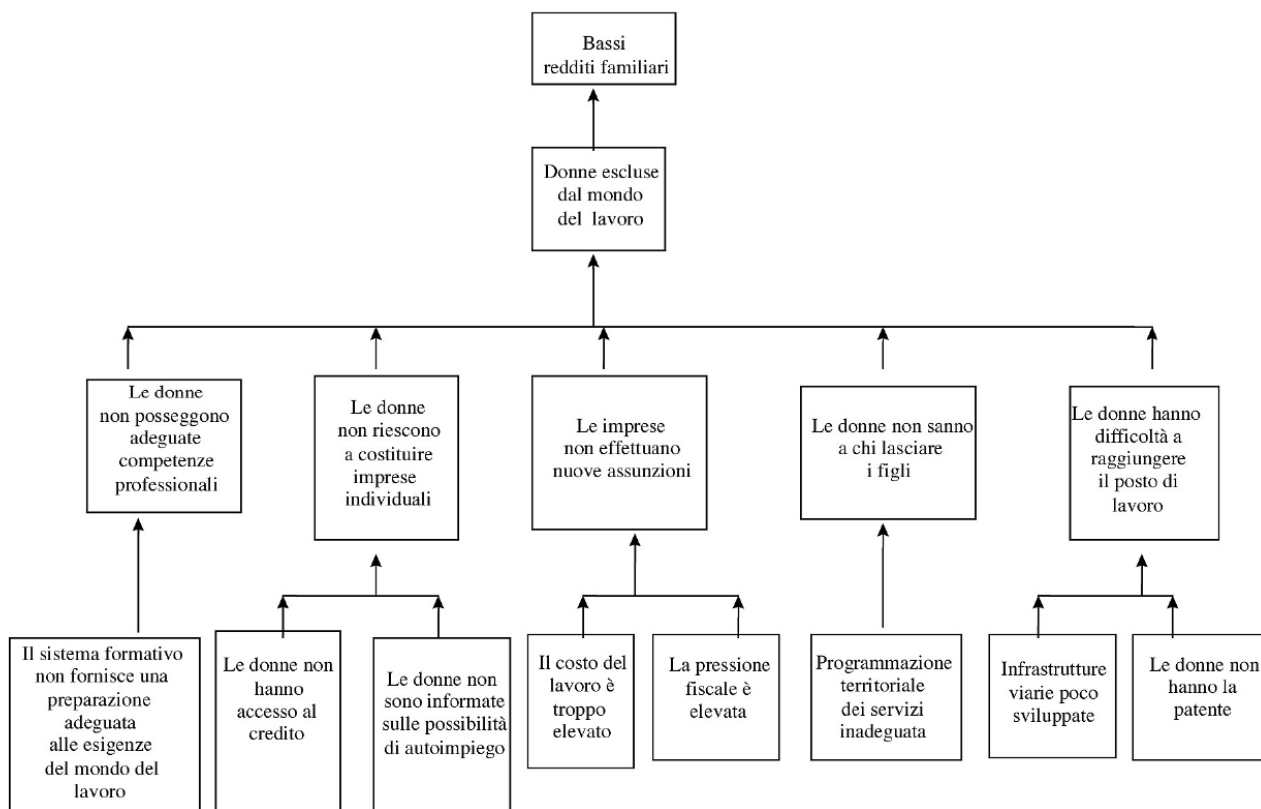 Bassi
redditi familiari
Donne escluse
dal mondo
del lavoro
Le donne
non posseggono
adeguate
competenze
professionali
Le donne
non riescono
a costituire
imprese
individuali
Le imprese
non effettuano
nuove assunzioni
Le donne non sanno
a chi lasciare
i figli
Le donne hanno
difficoltà a
raggiungere
il posto di
lavoro
Il sistema formativo
non fornisce una
preparazione
adeguata
alle esigenze
del mondo del
lavoro
Le donne non
hanno
accesso al
credito
Le donne non
sono informate
sulle possibilità
di autoimpiego
Il costo del
lavoro è
troppo
elevato
La pressione
fiscale è
elevata
Programmazione
territoriale
dei servizi
inadeguata
Infrastrutture
viarie poco
sviluppate
Le donne non
hanno la
patente